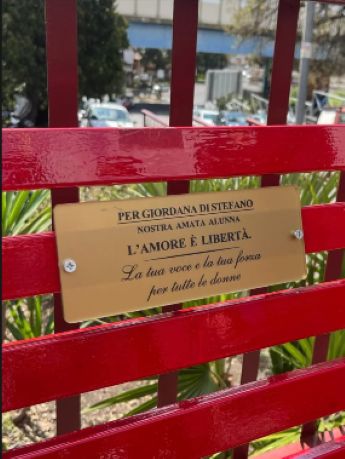 PER GIORDANA DI STEFANO
NOSTRA AMATA ALUNNA
L'AMORE È LIBERTÀ.
La tua voce e la tua forza
per tutte le donne